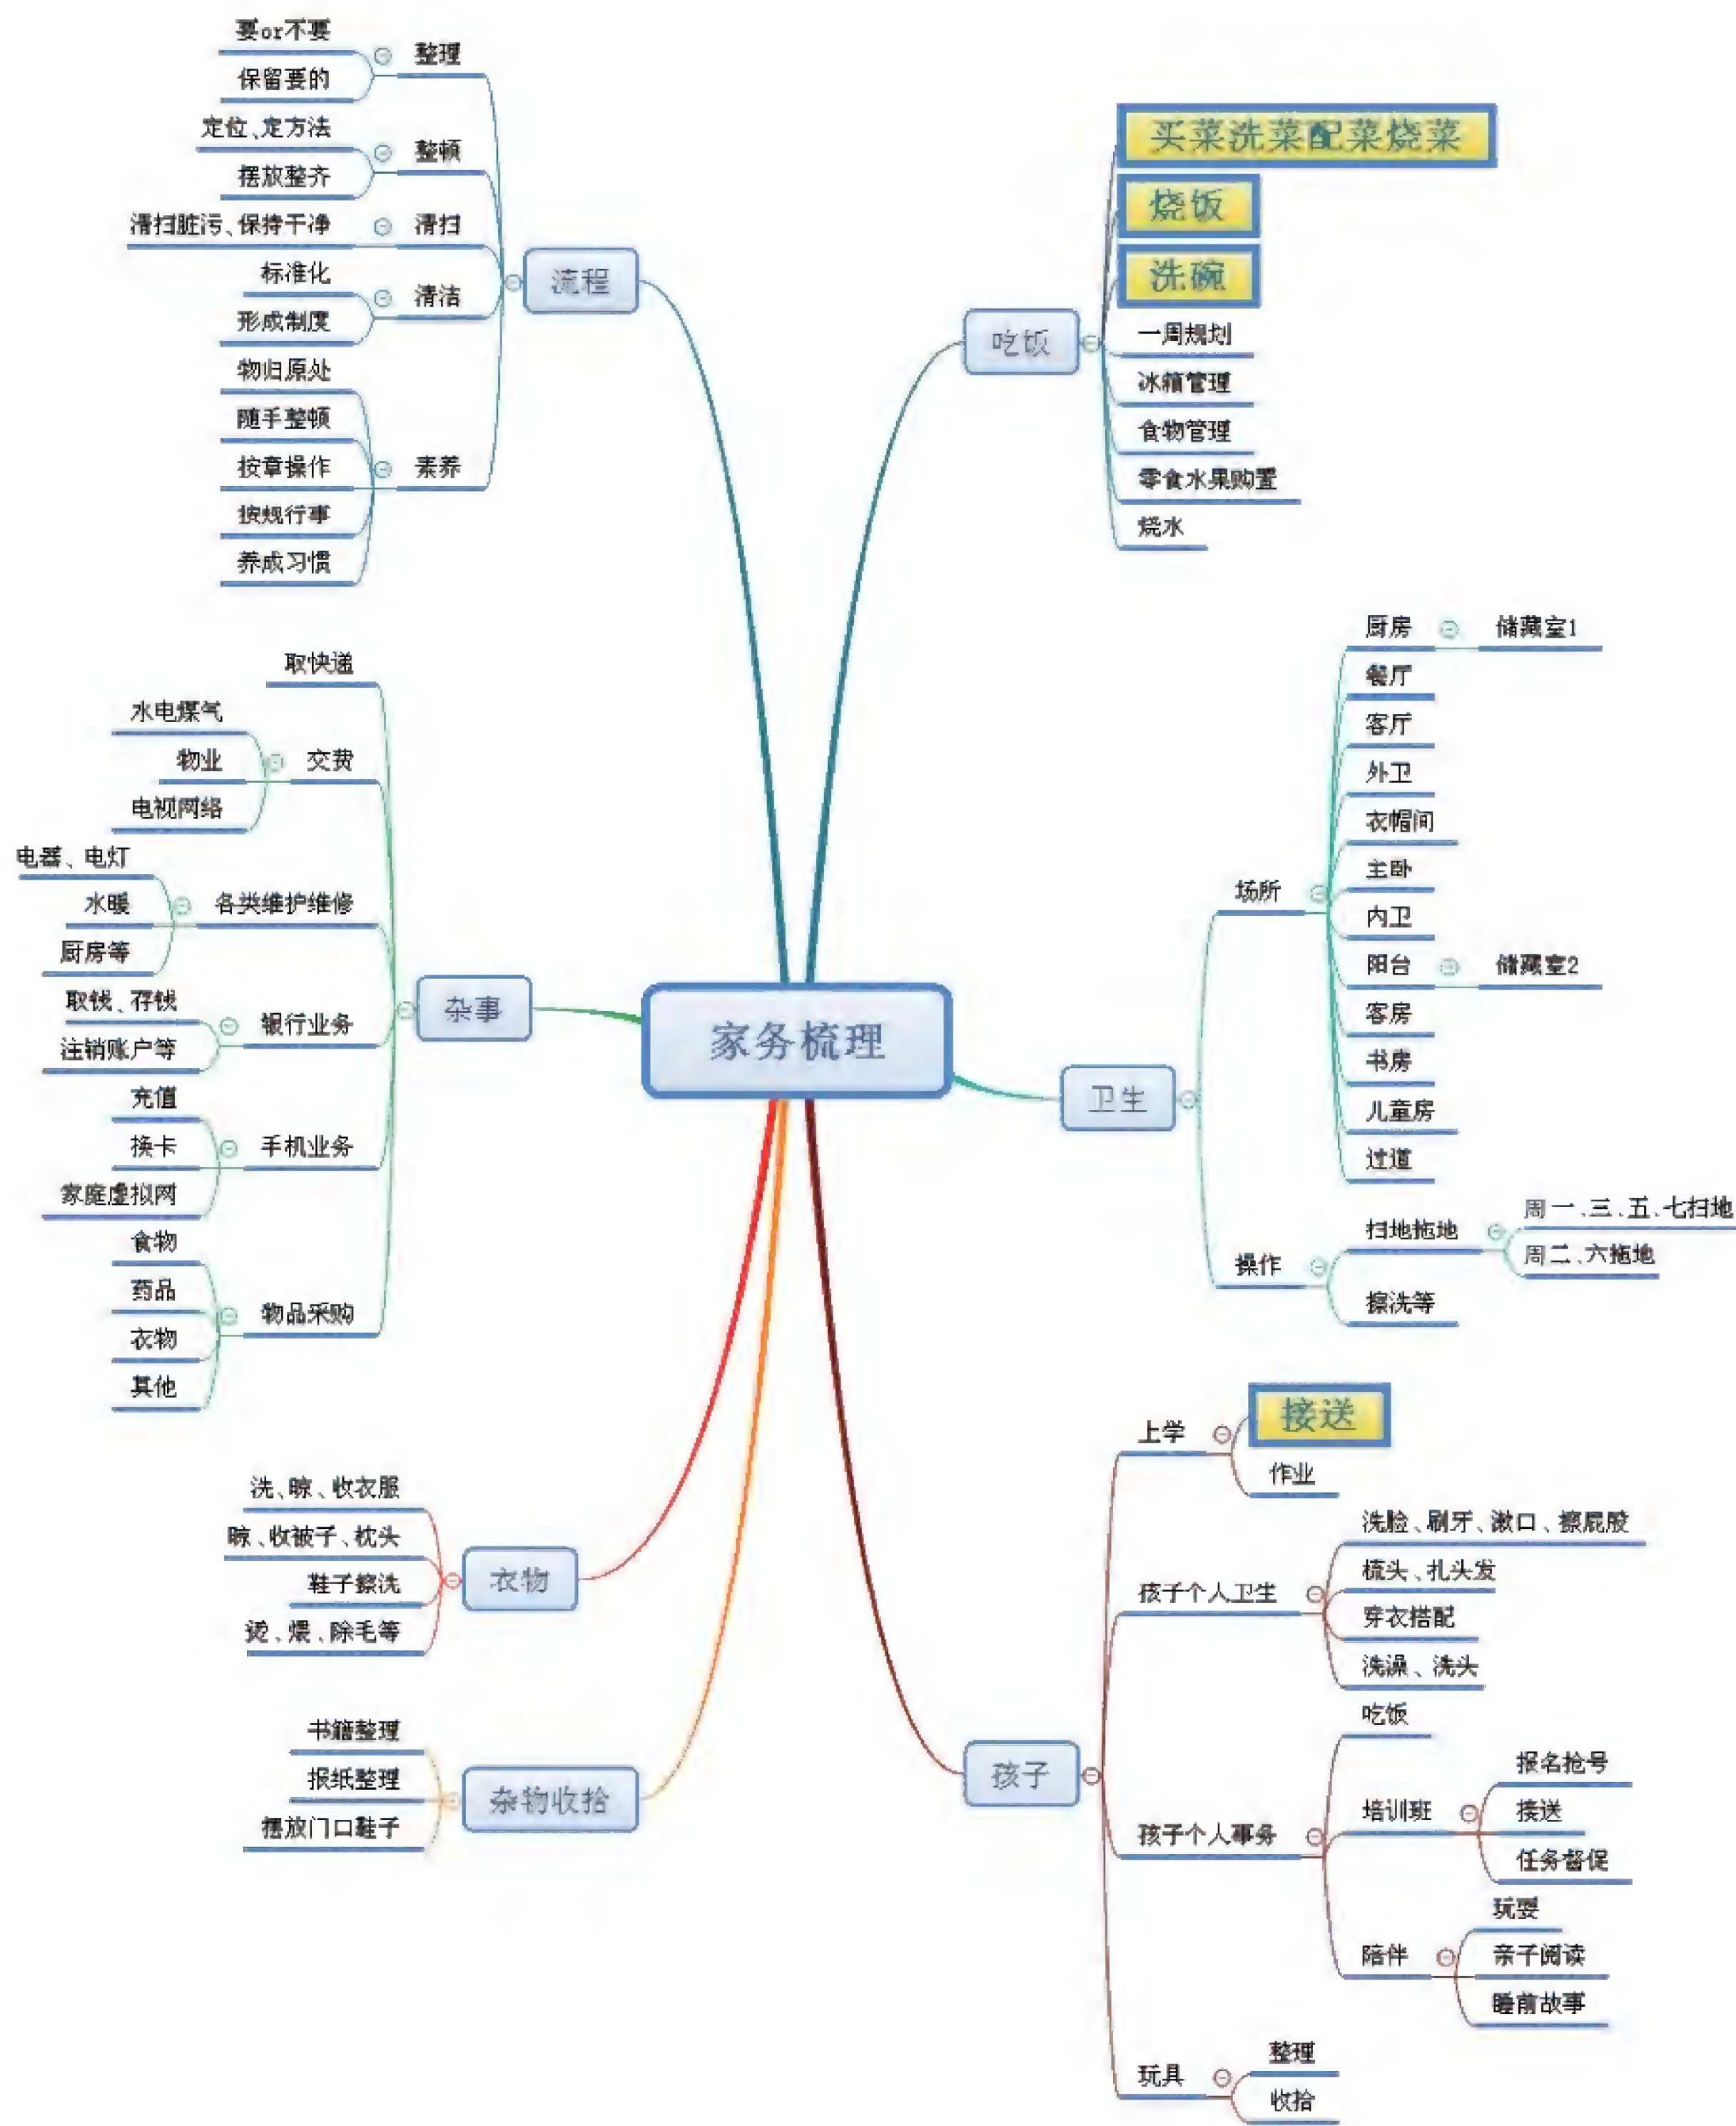 家务梳理
流程
整理
要or不要
保留要的
整顿
定位、定方法
摆放整齐
清扫
清扫脏污、保持干净
清洁
标准化
形成制度
素养
物归原处
随手整顿
按章操作
按规行事
养成习惯
吃饭
买菜洗菜配菜烧菜
烧饭
洗碗
一周规划
冰箱管理
食物管理
零食水果购置
烧水
杂事
取快递
交费
水电煤气
物业
电视网络
各类维护维修
电器、电灯
水暖
厨房等
银行业务
取钱、存钱
注销账户等
手机业务
充值
换卡
家庭虚拟网
物品采购
食物
药品
衣物
其他
卫生
场所
厨房
储藏室1
餐厅
客厅
外卫
衣帽间
主卧
内卫
阳台
储藏室2
客房
书房
儿童房
过道
操作
扫地拖地
周一、三、五、七扫地
周二、六拖地
擦洗等
衣物
洗、晾、收衣服
晾、收被子、枕头
鞋子擦洗
烫、煨、除毛等
杂物收拾
书籍整理
报纸整理
摆放门口鞋子
孩子
上学
接送
作业
孩子个人卫生
洗脸、刷牙、漱口、擦屁股
梳头、扎头发
穿衣搭配
洗澡、洗头
孩子个人事务
吃饭
培训班
报名抢号
接送
任务督促
陪伴
玩耍
亲子阅读
睡前故事
玩具
整理
收拾